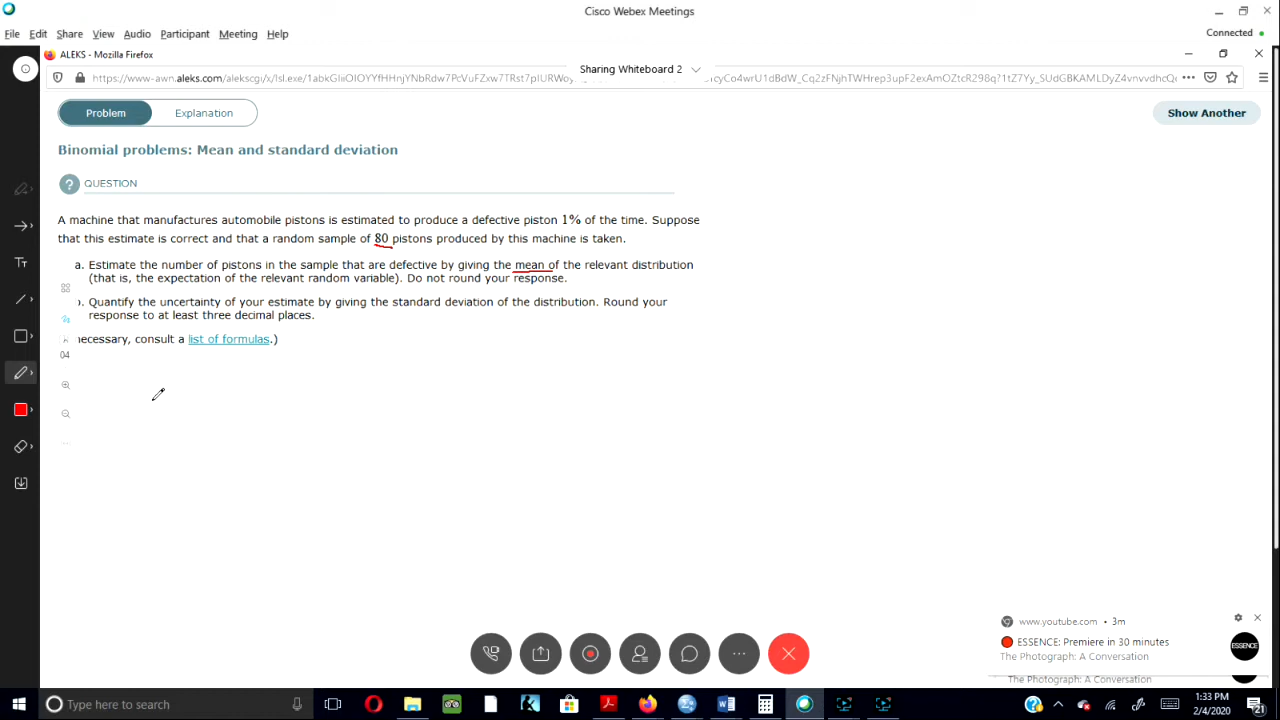 Cisco Webex Meetings
File Edit Share View Audio Participant Meeting Help
Connected
ALEKS - Mozilla Firefox
Sharing Whiteboard 2
Problem
Explanation
Show Another
Binomial problems: Mean and standard deviation
? QUESTION
A machine that manufactures automobile pistons is estimated to produce a defective piston 1% of the time. Suppose
that this estimate is correct and that a random sample of 80 pistons produced by this machine is taken.
a. Estimate the number of pistons in the sample that are defective by giving the mean of the relevant distribution
(that is, the expectation of the relevant random variable). Do not round your response.
Quantify the uncertainty of your estimate by giving the standard deviation of the distribution. Round your
response to at least three decimal places.
necessary, consult a list of formulas.)
04
www.youtube.com • 3m
ESSENCE: Premiere in 30 minutes
The Photograph: A Conversation
ESSENCE
The Photograph: A Conversation
Type here to search
1:33 PM
2/4/2020
21